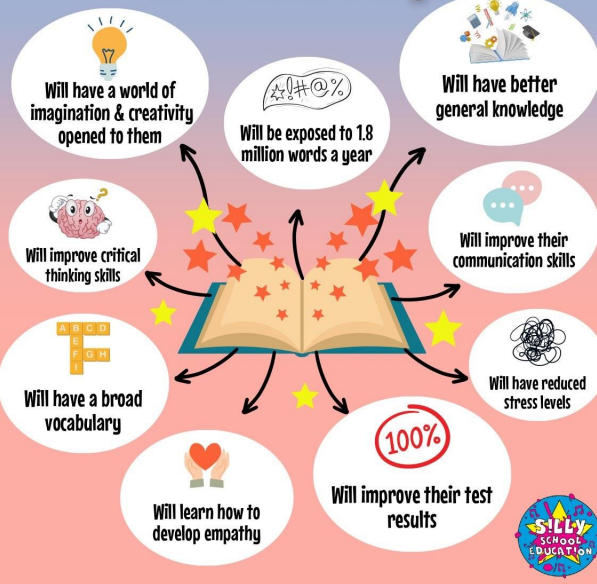 Will have a world of
imagination & creativity
opened to them
☆!#@%
Will be exposed to 1.8
million words a year
Will have better
general knowledge
?
Will improve critical
thinking skills
Will improve their
communication skills
A B C D
E
F G H
I
Will have a broad
vocabulary
Will have reduced
stress levels
Will learn how to
develop empathy
100%
Will improve their test
results
S!LLY
SCHOOL
EDUCATION